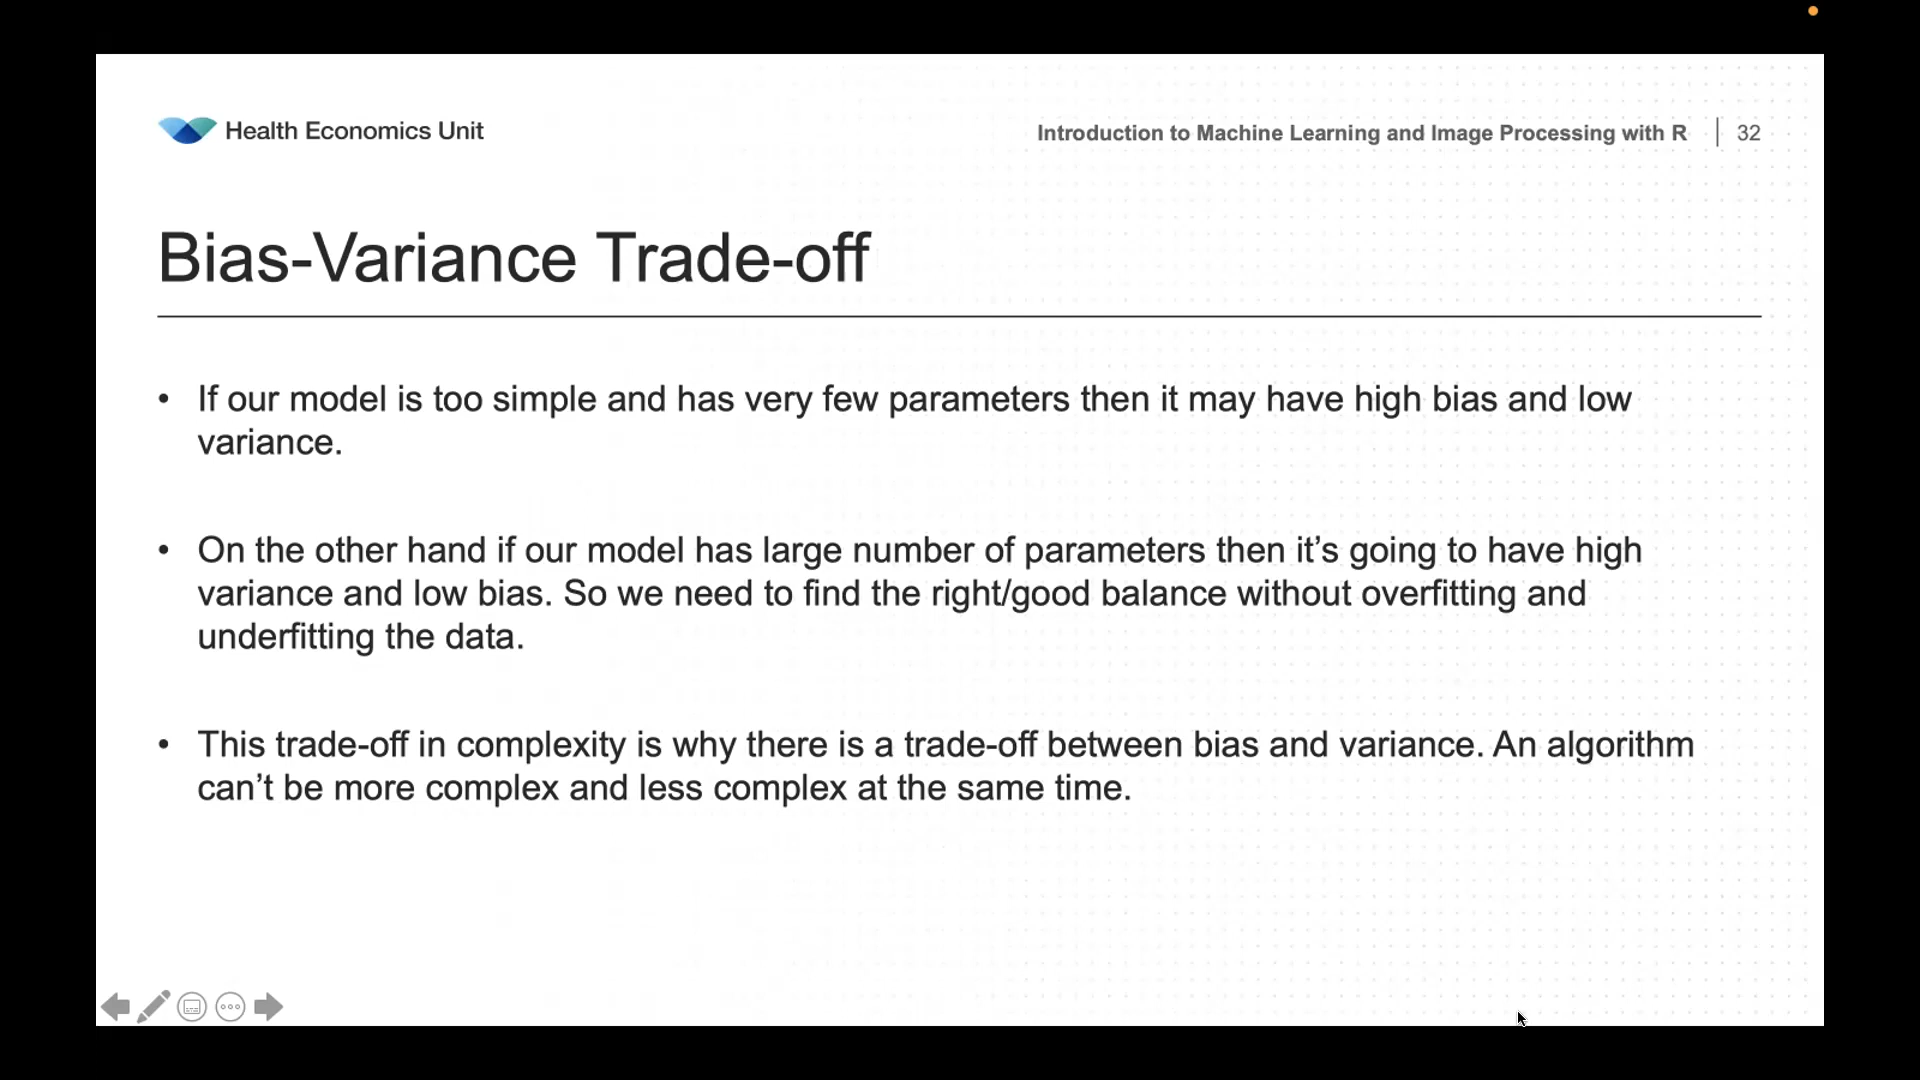 Health Economics Unit
Introduction to Machine Learning and Image Processing with R
32
Bias-Variance Trade-off
• If our model is too simple and has very few parameters then it may have high bias and low
variance.
• On the other hand if our model has large number of parameters then it’s going to have high
variance and low bias. So we need to find the right/good balance without overfitting and
underfitting the data.
• This trade-off in complexity is why there is a trade-off between bias and variance. An algorithm
can’t be more complex and less complex at the same time.